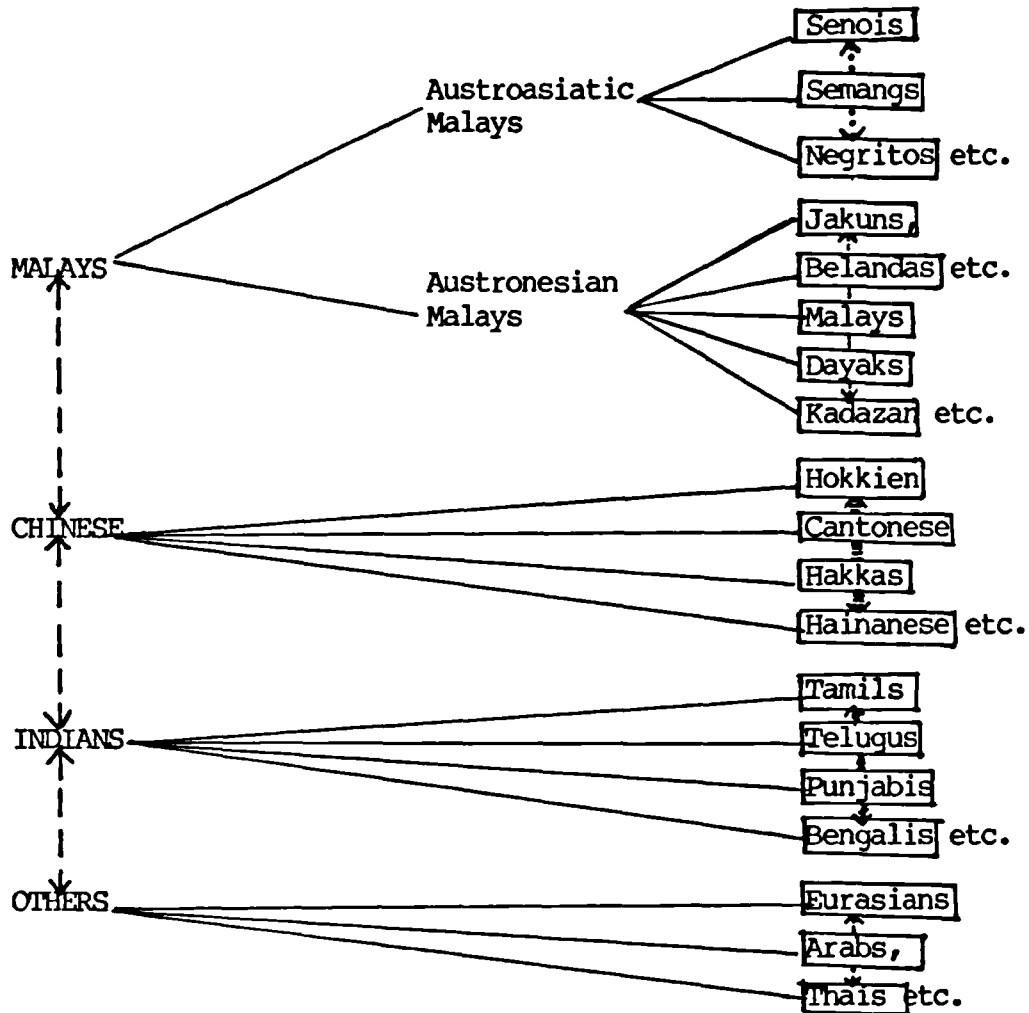 Senois
Austroasiatic
Malays
Semangs
Negritos etc.
MALAYS
Austronesian
Malays
Jakuns,
Belandas etc.
Malays
Dayaks
Kadazan etc.
CHINESE
Hokkien
Cantonese
Hakkas
Hainanese etc.
INDIANS
Tamils
Telugus
Punjabis
Bengalis etc.
OTHERS
Eurasians
Arabs,
Thais etc.